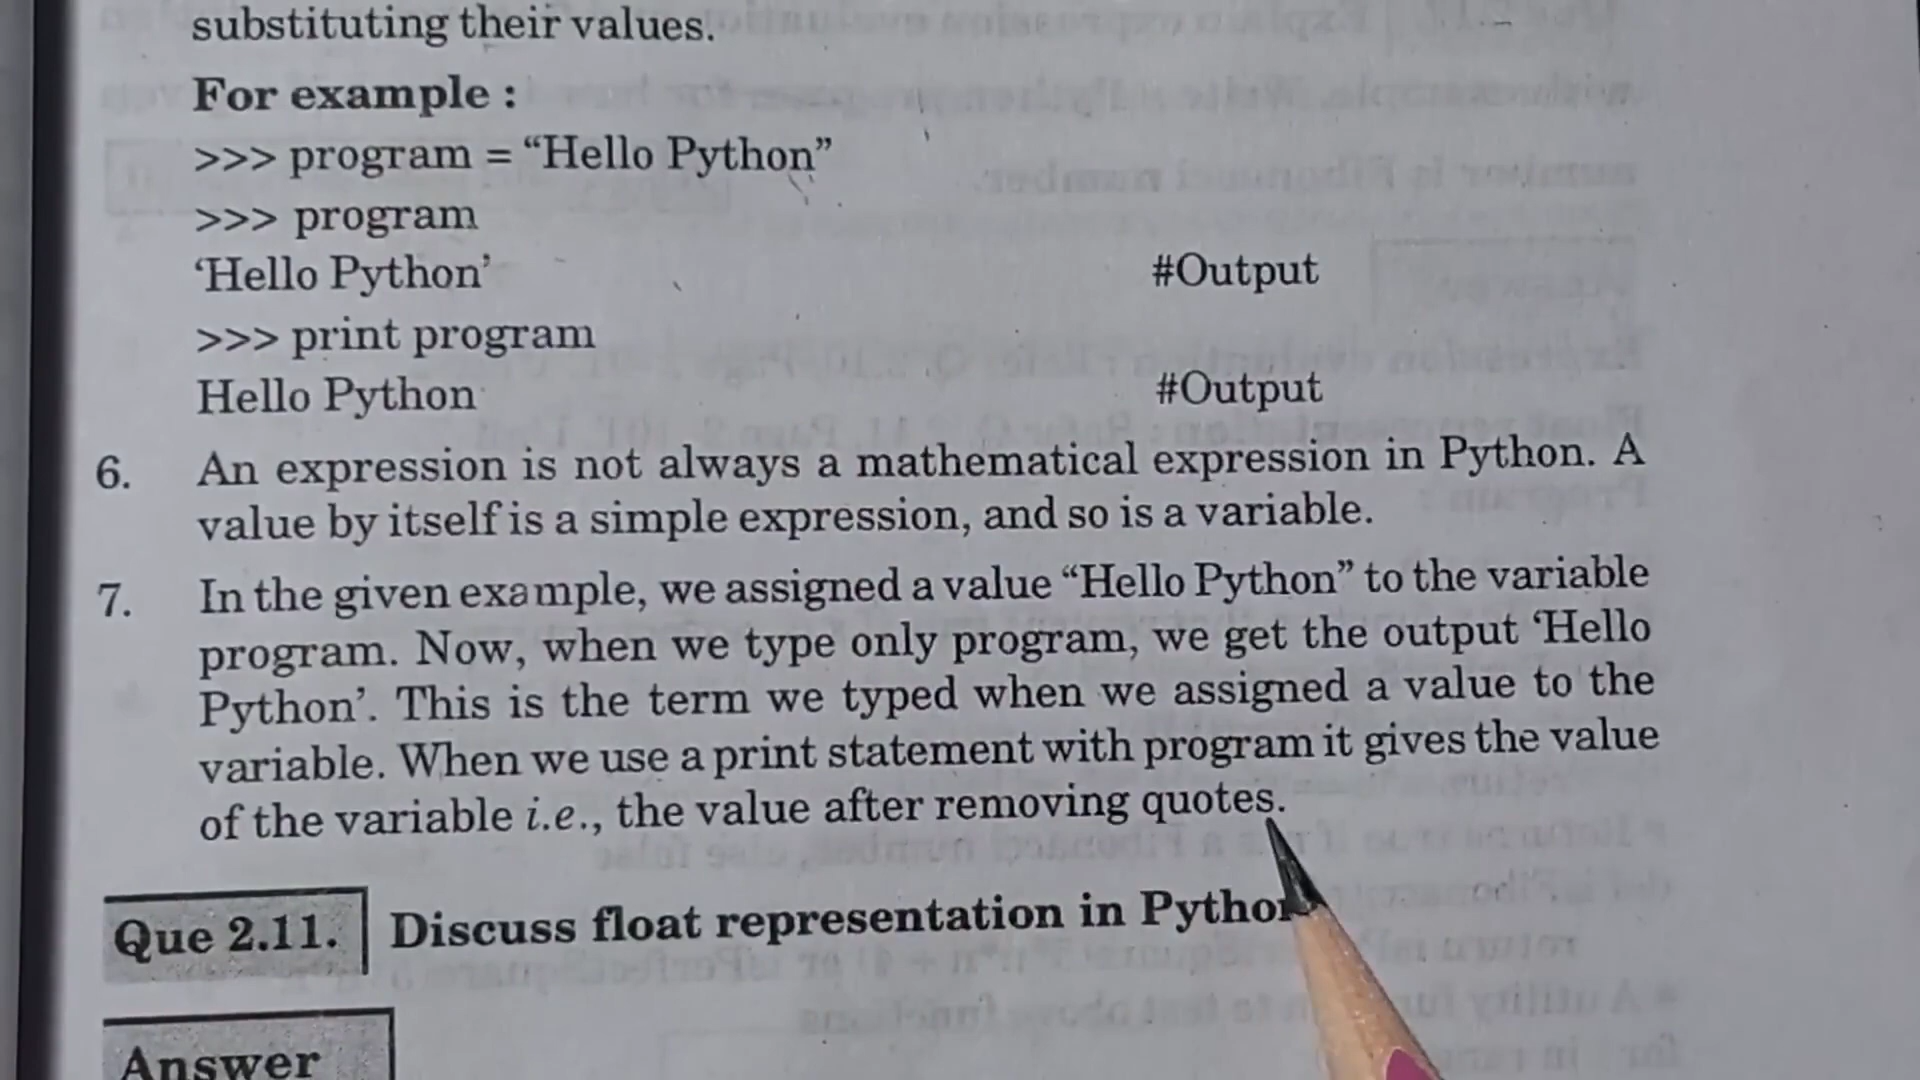 substituting their values.
For example :
>>> program = “Hello Python”
>>> program
‘Hello Python’ #Output
>>> print program
Hello Python #Output
6. An expression is not always a mathematical expression in Python. A
value by itself is a simple expression, and so is a variable.
7. In the given example, we assigned a value “Hello Python” to the variable
program. Now, when we type only program, we get the output ‘Hello
Python’. This is the term we typed when we assigned a value to the
variable. When we use a print statement with program it gives the value
of the variable i.e., the value after removing quotes.
Que 2.11. Discuss float representation in Python
Answer